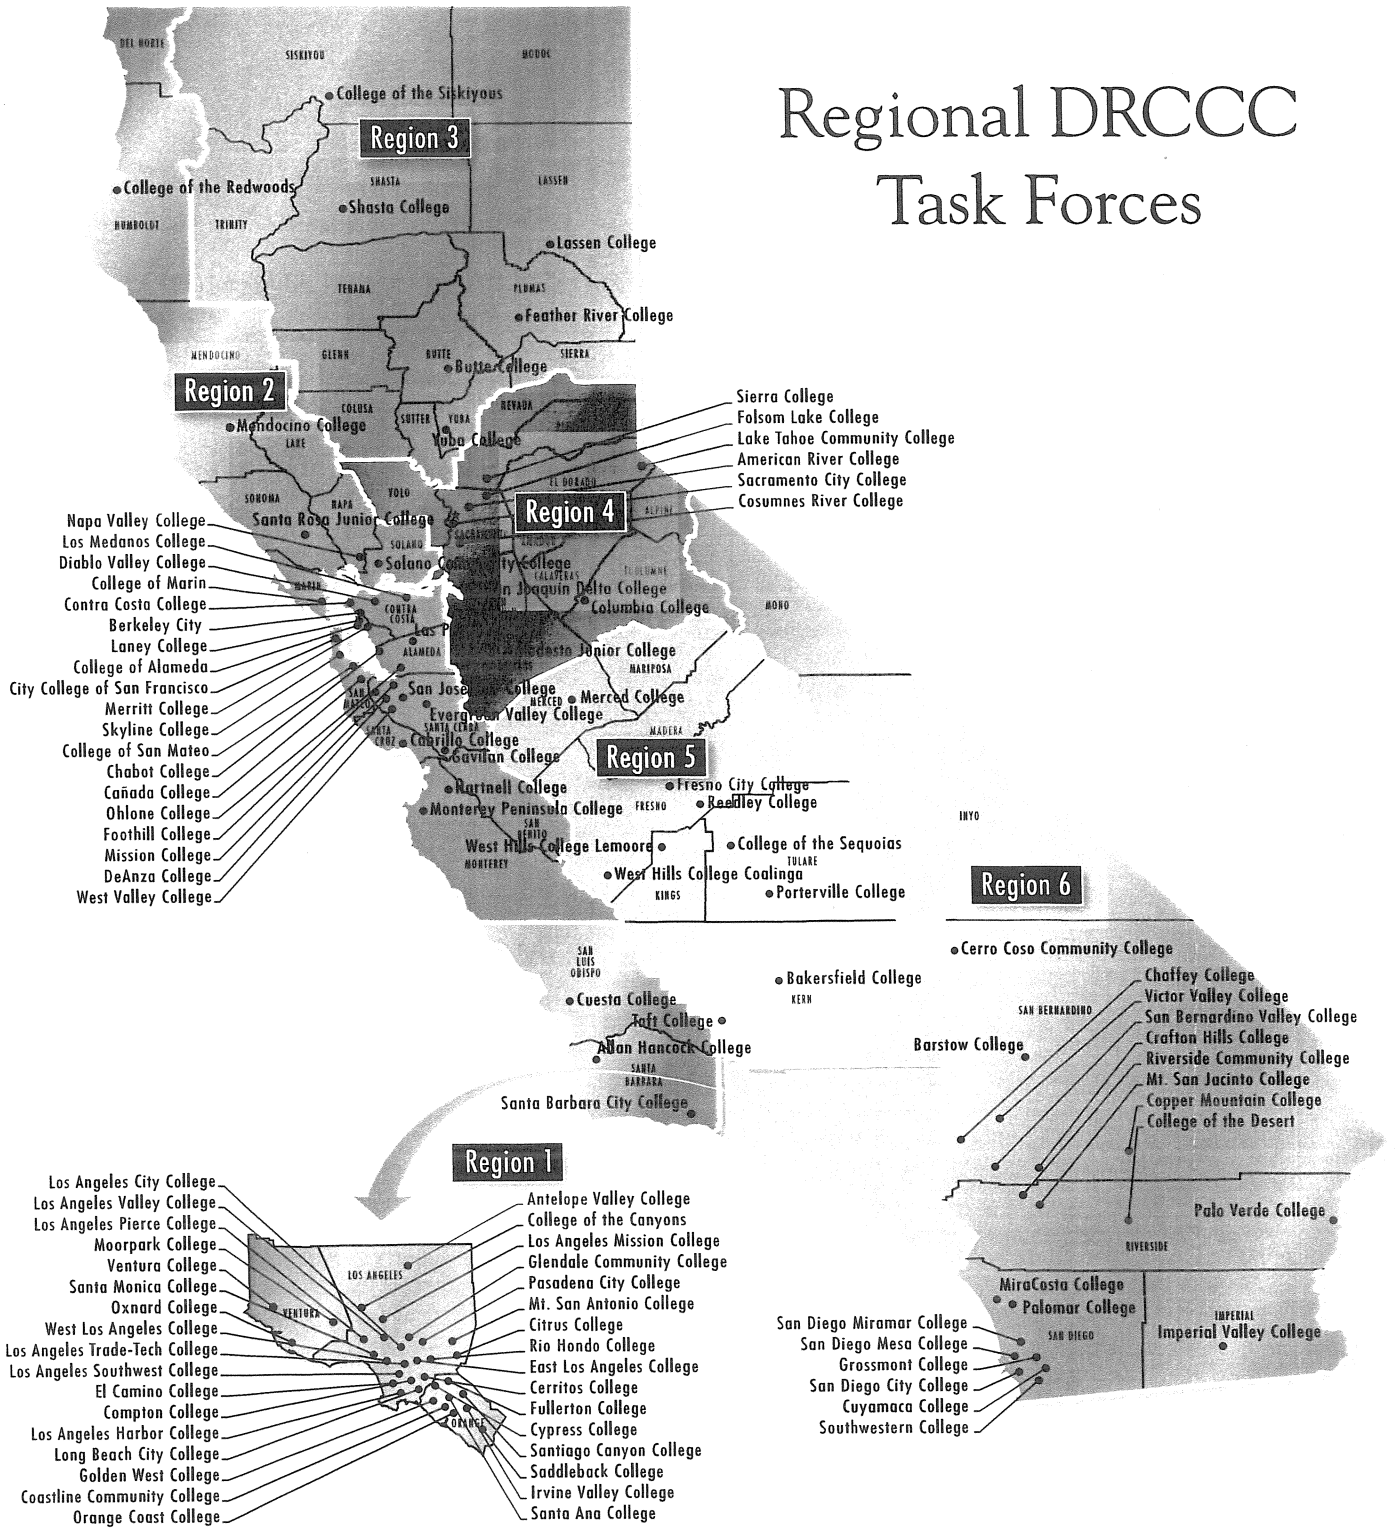 Regional DRCCC
Task Forces
DEL NORTE
SISKIYOU
MODOC
College of the Siskiyous
Region 3
College of the Redwoods
SHASTA
LASSEN
Shasta College
HUMBOLDT
TRINITY
Lassen College
TEHAMA
PLUMAS
Feather River College
MENDOCINO
GLENN
BUTTE
SIERRA
Butte College
Region 2
COLUSA
SUTTER
YUBA
NEVADA
Mendocino College
LAKE
Yuba College
Sierra College
Folsom Lake College
Lake Tahoe Community College
American River College
Sacramento City College
Cosumnes River College
EL DORADO
SONOMA
NAPA
YOLO
Region 4
ALPINE
Santa Rosa Junior College
SOLANO
Solano Community College
CALAVERAS
TUOLUMNE
MARIN
n Joaquin Delta College
Columbia College
MONO
CONTRA
COSTA
Las P
ALAMEDA
desto Junior College
MARIPOSA
Napa Valley College
Los Medanos College
Diablo Valley College
College of Marin
Contra Costa College
Berkeley City
Laney College
College of Alameda
City College of San Francisco
Merritt College
Skyline College
College of San Mateo
Chabot College
Cañada College
Ohlone College
Foothill College
Mission College
DeAnza College
West Valley College
SAN
MATEO
San Jose College
MERCED
Merced College
Evergreen Valley College
SANTA
CRUZ
SANTA CLARA
MADERA
Cabrillo College
Gavilan College
Region 5
Hartnell College
Fresno City College
Monterey Peninsula College
FRESNO
Reedley College
SAN
BENITO
MONTEREY
West Hills College Lemoore
College of the Sequoias
TULARE
West Hills College Coalinga
KINGS
Porterville College
INYO
Region 6
SAN
LUIS
OBISPO
Cuesta College
Taft College
Bakersfield College
KERN
Allan Hancock College
SANTA
BARBARA
Santa Barbara City College
Cerro Coso Community College
SAN BERNARDINO
Barstow College
Chaffey College
Victor Valley College
San Bernardino Valley College
Crafton Hills College
Riverside Community College
Mt. San Jacinto College
Copper Mountain College
College of the Desert
Palo Verde College
RIVERSIDE
MiraCosta College
Palomar College
SAN DIEGO
IMPERIAL
Imperial Valley College
San Diego Miramar College
San Diego Mesa College
Grossmont College
San Diego City College
Cuyamaca College
Southwestern College
Region 1
Los Angeles City College
Los Angeles Valley College
Los Angeles Pierce College
Moorpark College
Ventura College
Santa Monica College
Oxnard College
West Los Angeles College
Los Angeles Trade-Tech College
Los Angeles Southwest College
El Camino College
Compton College
Los Angeles Harbor College
Long Beach City College
Golden West College
Coastline Community College
Orange Coast College
LOS ANGELES
VENTURA
ORANGE
Antelope Valley College
College of the Canyons
Los Angeles Mission College
Glendale Community College
Pasadena City College
Mt. San Antonio College
Citrus College
Rio Hondo College
East Los Angeles College
Cerritos College
Fullerton College
Cypress College
Santiago Canyon College
Saddleback College
Irvine Valley College
Santa Ana College